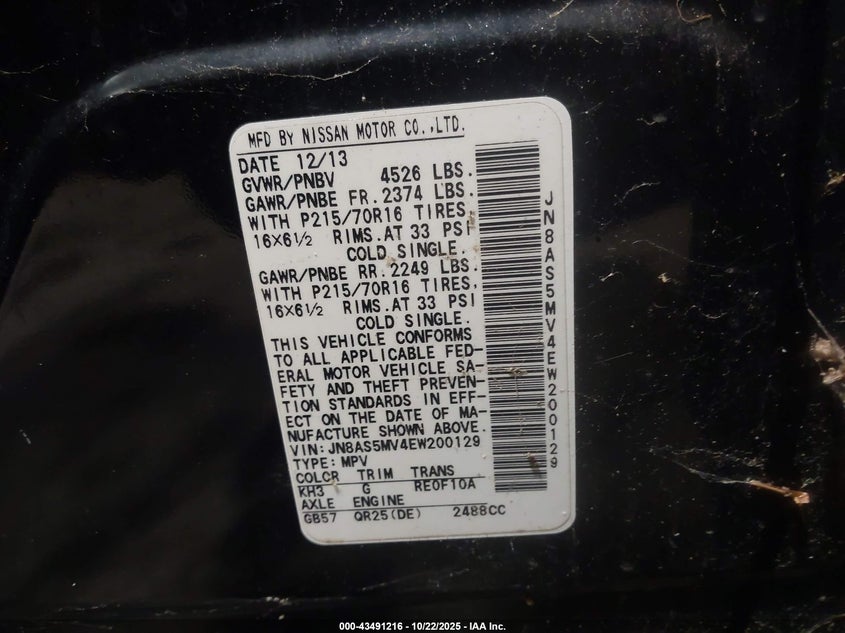 MFD BY NISSAN MOTOR CO.,LTD.
DATE 12/13
GVWR/PNBV 4526 LBS.
GAWR/PNBE FR.2374 LBS.
WITH P215/70R16 TIRES,
16X6½ RIMS.AT 33 PSI
COLD SINGLE.
GAWR/PNBE RR.2249 LBS.
WITH P215/70R16 TIRES,
16X6½ RIMS.AT 33 PSI
COLD SINGLE.
THIS VEHICLE CONFORMS
TO ALL APPLICABLE FED-
ERAL MOTOR VEHICLE SA-
FETY AND THEFT PREVEN-
TION STANDARDS IN EFF-
ECT ON THE DATE OF MA-
NUFACTURE SHOWN ABOVE.
VIN: JN8AS5MV4EW200129
TYPE: MPV
COLOR TRIM TRANS
KH3 G RE0F10A
AXLE ENGINE
GB57 QR25(DE) 2488CC
JN8AS5MV4EW200129
000-43491216 - 10/22/2025 - IAA Inc.